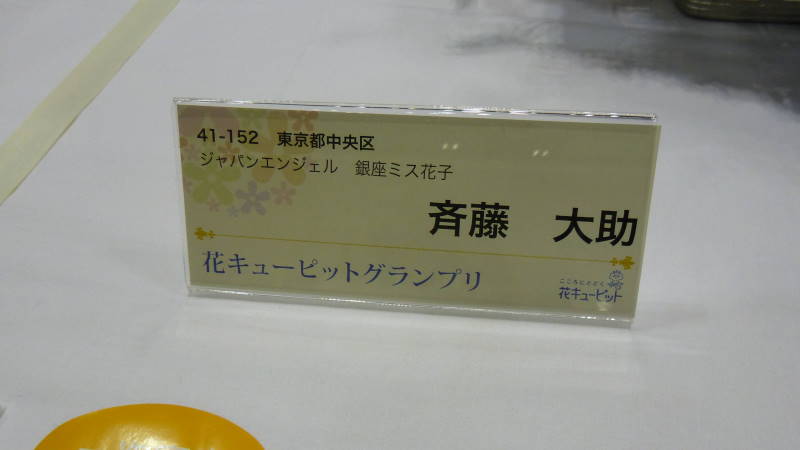 41-152 東京都中央区
ジャパンエンジェル 銀座ミス花子
斉藤 大助
花キューピットグランプリ
こころにとどく
花キューピット